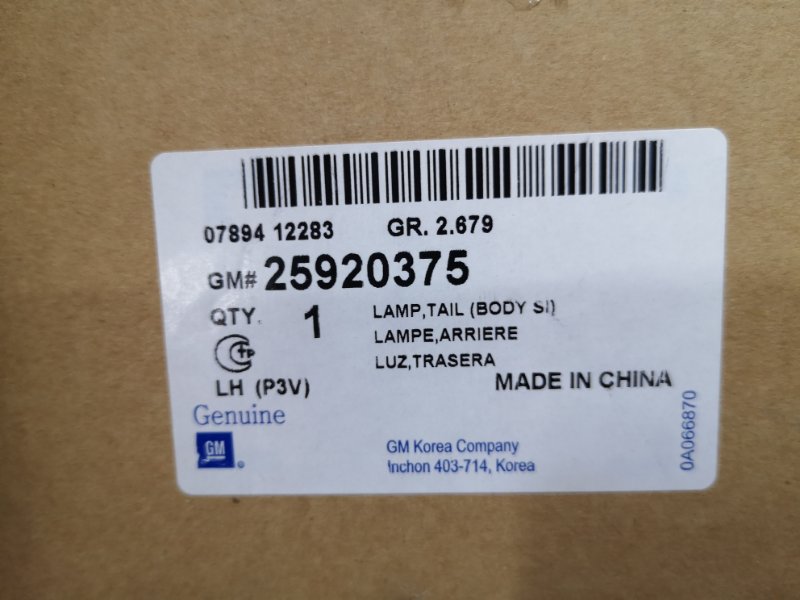 07894 12283 GR. 2.679
GM# 25920375
QTY. 1 LAMP,TAIL (BODY SI)
LAMPE,ARRIERE
LUZ,TRASERA
LH (P3V) MADE IN CHINA
Genuine
GM
GM Korea Company
Inchon 403-714, Korea
0A066870